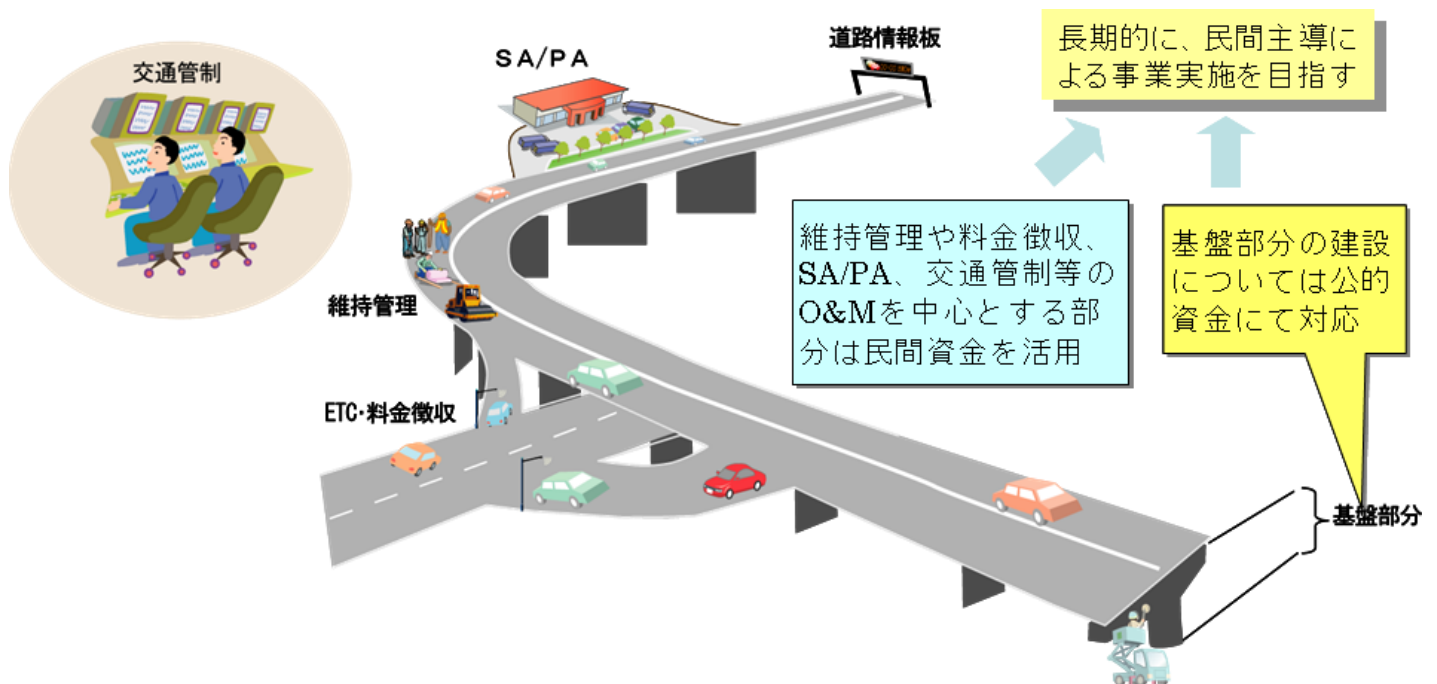 交通管制
SA/PA
道路情報板
長期的に、民間主導に
よる事業実施を目指す
維持管理や料金徴収、
SA/PA、交通管制等の
O&Mを中心とする部
分は民間資金を活用
基盤部分の建設
については公的
資金にて対応
維持管理
ETC・料金徴収
基盤部分